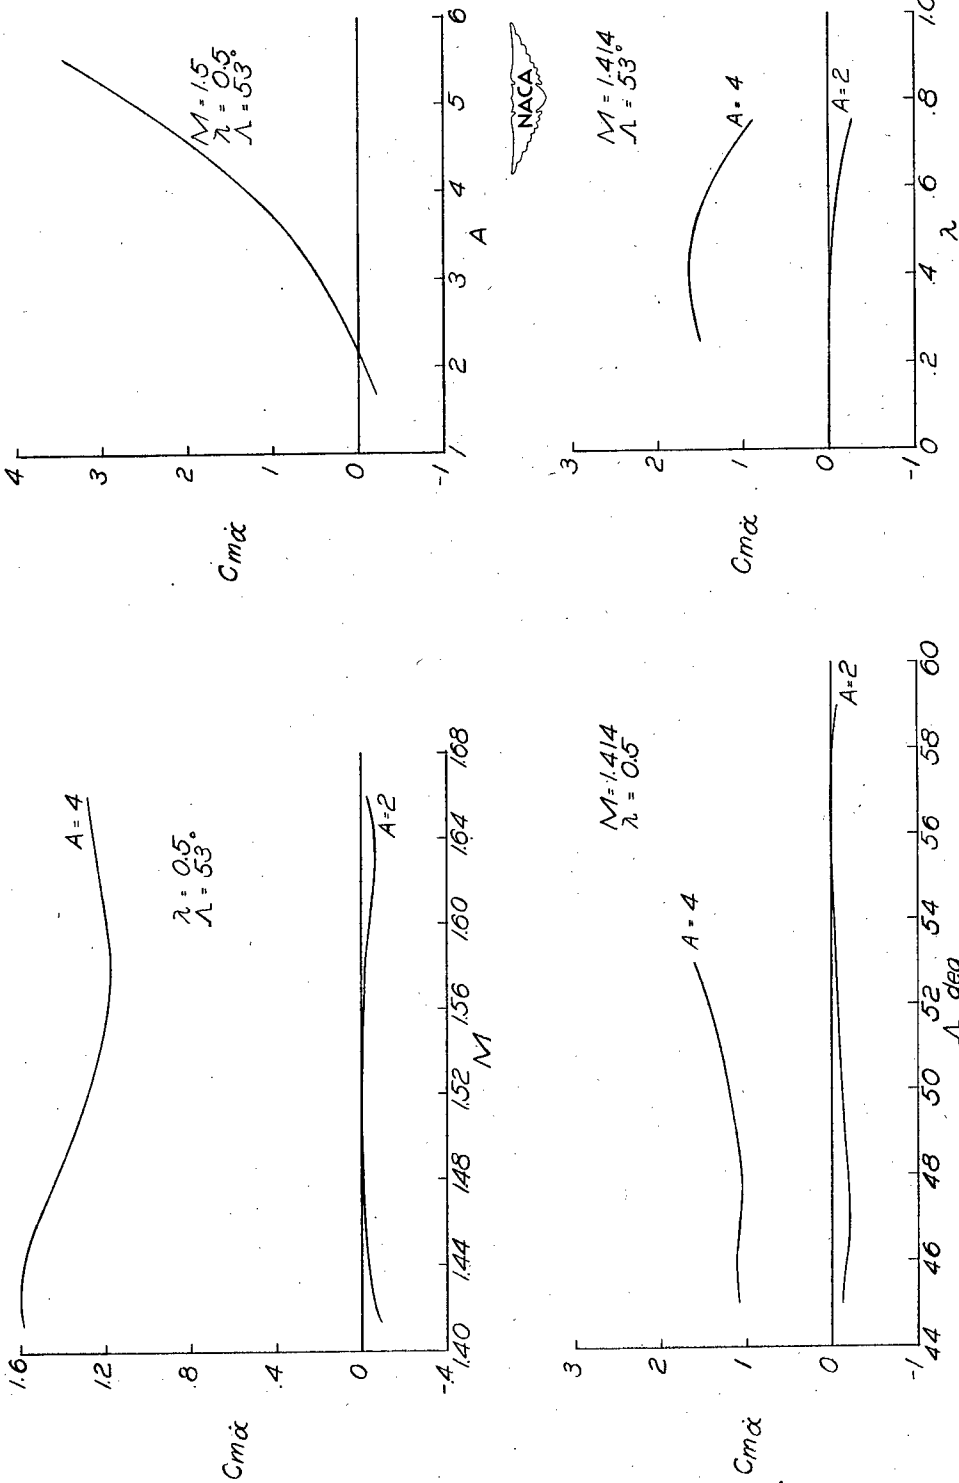 1.6
1.2
.8
.4
0
-.4
Cmα̇
1.40
1.44
1.48
1.52
1.56
1.60
1.64
1.68
M
A = 4
A=2
λ = 0.5
Λ = 53°
4
3
2
1
0
-1
Cmα̇
1
2
3
4
5
6
A
M = 1.5
λ = 0.5
Λ = 53°
3
2
1
0
-1
Cmα̇
44
46
48
50
52
54
56
58
60
Λ, deg
A = 4
A=2
M=1.414
λ = 0.5
NACA
3
2
1
0
-1
Cmα̇
0
.2
.4
.6
.8
1.0
λ
A = 4
A=2
M = 1.414
Λ = 53°